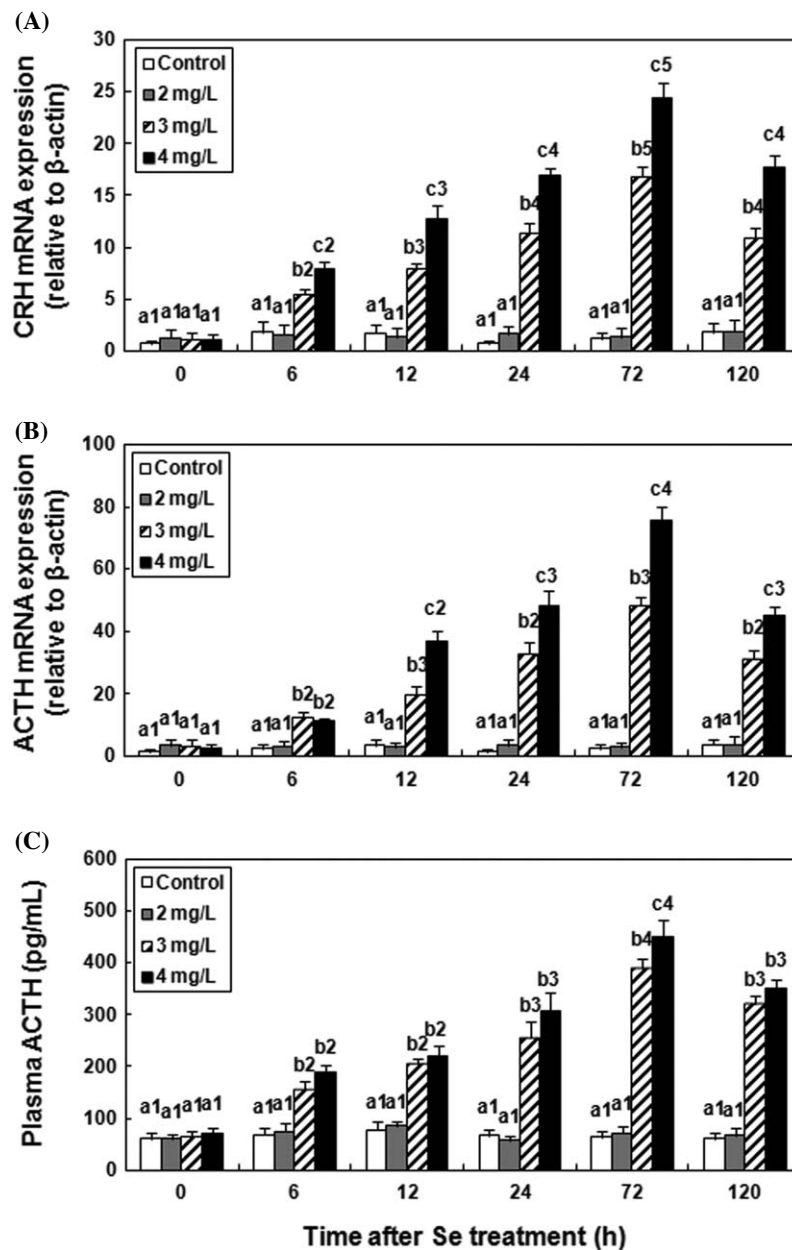 (A)
CRH mRNA expression
(relative to β-actin)
30
25
20
15
10
5
0
Control
2 mg/L
3 mg/L
4 mg/L
a1 a1 a1 a1
a1 a1 b2 c2
a1 a1 b3 c3
a1 a1 b4 c4
a1 a1 b5 c5
a1 a1 b4 c4
0 6 12 24 72 120
(B)
ACTH mRNA expression
(relative to β-actin)
100
80
60
40
20
0
Control
2 mg/L
3 mg/L
4 mg/L
a1 a1 a1 a1
a1 a1 b2 b2
a1 a1 b3 c2
a1 a1 b2 c3
a1 a1 b3 c4
a1 a1 b2 c3
0 6 12 24 72 120
(C)
Plasma ACTH (pg/mL)
600
500
400
300
200
100
0
Control
2 mg/L
3 mg/L
4 mg/L
a1 a1 a1 a1
a1 a1 b2 b2
a1 a1 b2 b2
a1 a1 b3 b3
a1 a1 b4 c4
a1 a1 b3 b3
0 6 12 24 72 120
Time after Se treatment (h)